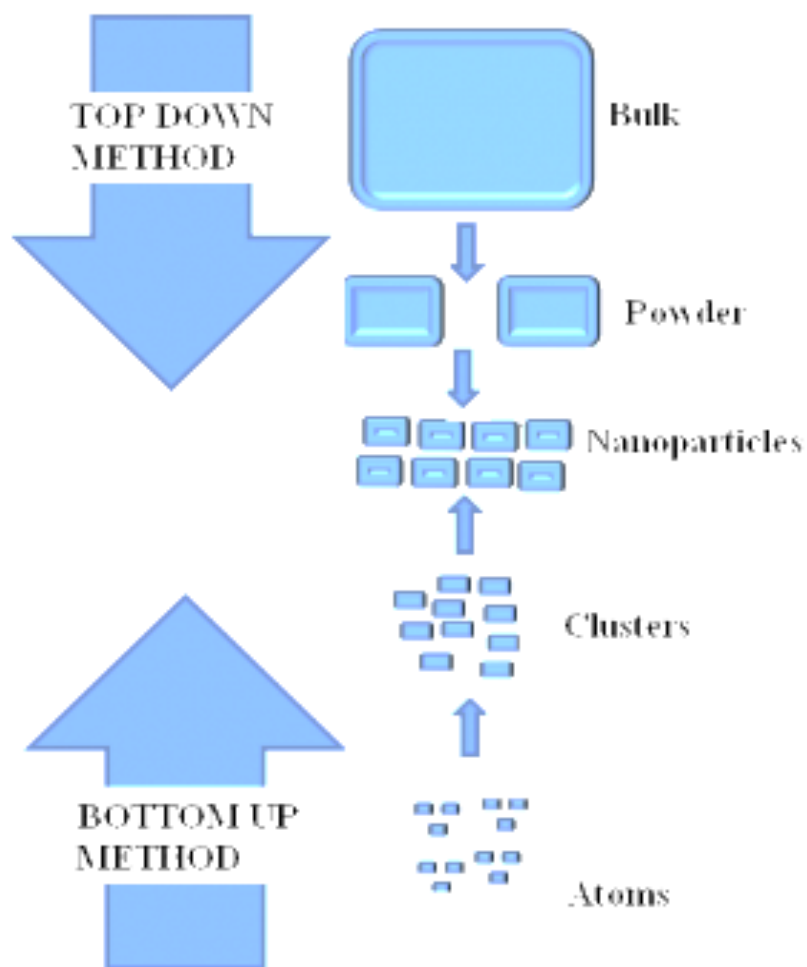 TOP DOWN
METHOD
Bulk
Powder
Nanoparticles
Clusters
BOTTOM UP
METHOD
Atoms